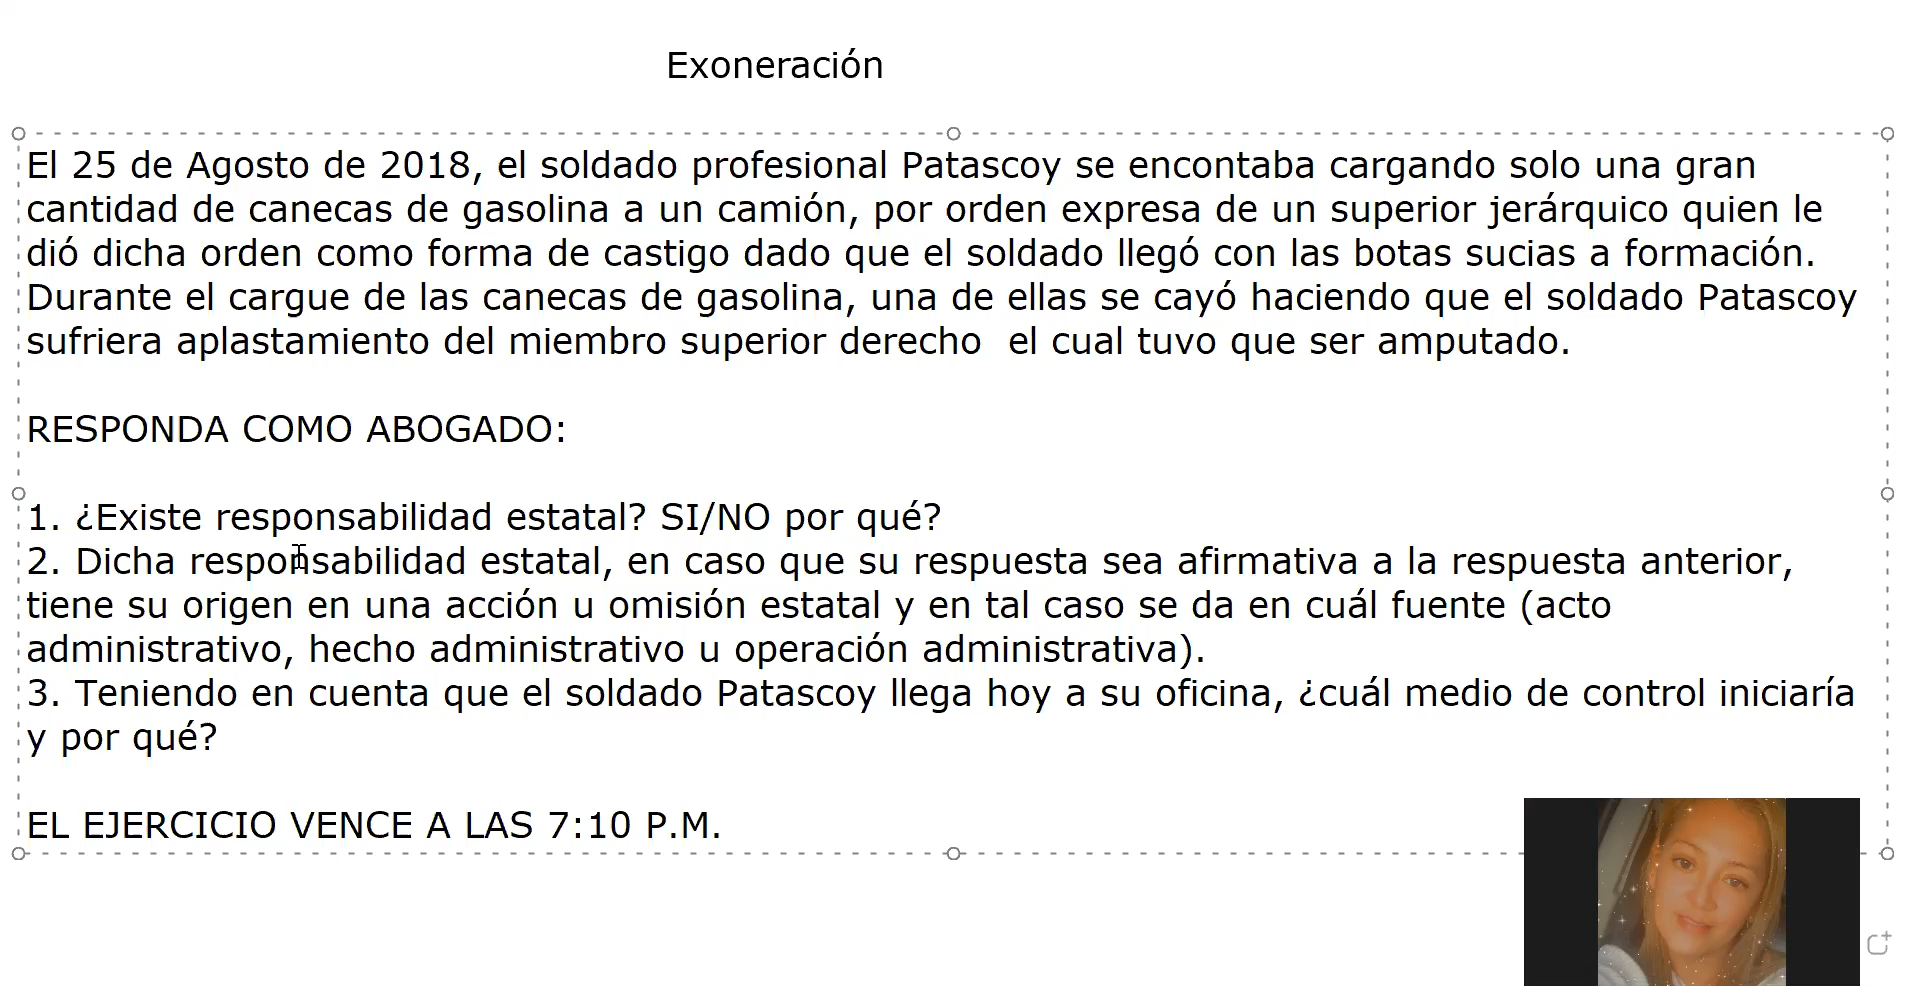 Exoneración
El 25 de Agosto de 2018, el soldado profesional Patascoy se encontaba cargando solo una gran
cantidad de canecas de gasolina a un camión, por orden expresa de un superior jerárquico quien le
dió dicha orden como forma de castigo dado que el soldado llegó con las botas sucias a formación.
Durante el cargue de las canecas de gasolina, una de ellas se cayó haciendo que el soldado Patascoy
sufriera aplastamiento del miembro superior derecho  el cual tuvo que ser amputado.
RESPONDA COMO ABOGADO:
1. ¿Existe responsabilidad estatal? SI/NO por qué?
2. Dicha responsabilidad estatal, en caso que su respuesta sea afirmativa a la respuesta anterior,
tiene su origen en una acción u omisión estatal y en tal caso se da en cuál fuente (acto
administrativo, hecho administrativo u operación administrativa).
3. Teniendo en cuenta que el soldado Patascoy llega hoy a su oficina, ¿cuál medio de control iniciaría
y por qué?
EL EJERCICIO VENCE A LAS 7:10 P.M.